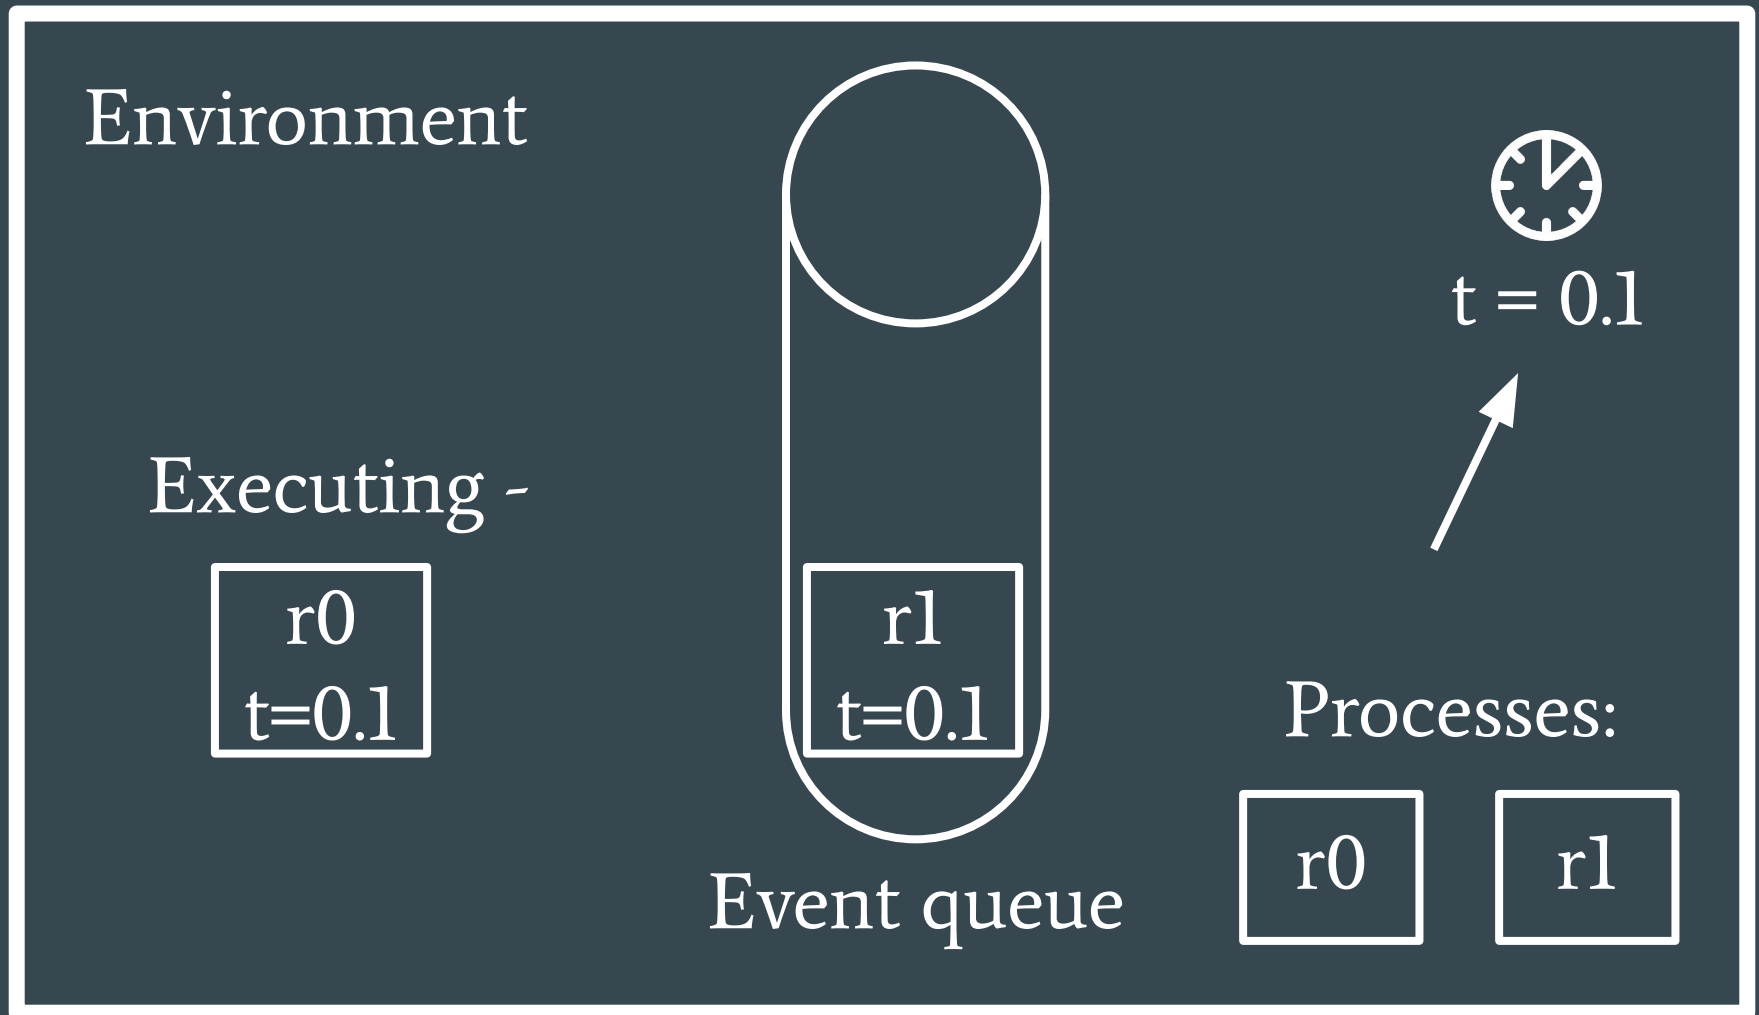 Environment
t = 0.1
Executing -
r0
t=0.1
r1
t=0.1
Event queue
Processes:
r0
r1